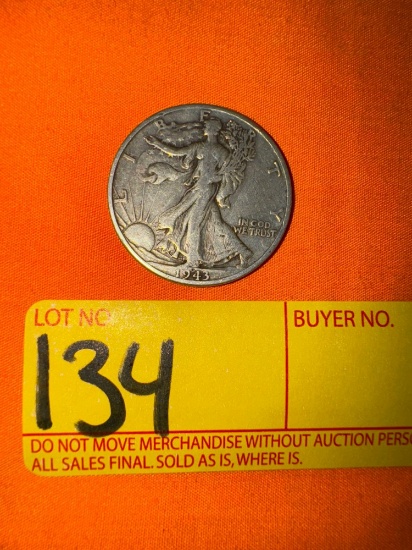 LIBERTY
IN GOD
WE TRUST
1943
LOT NO
BUYER NO.
134
DO NOT MOVE MERCHANDISE WITHOUT AUCTION PERS
ALL SALES FINAL. SOLD AS IS, WHERE IS.